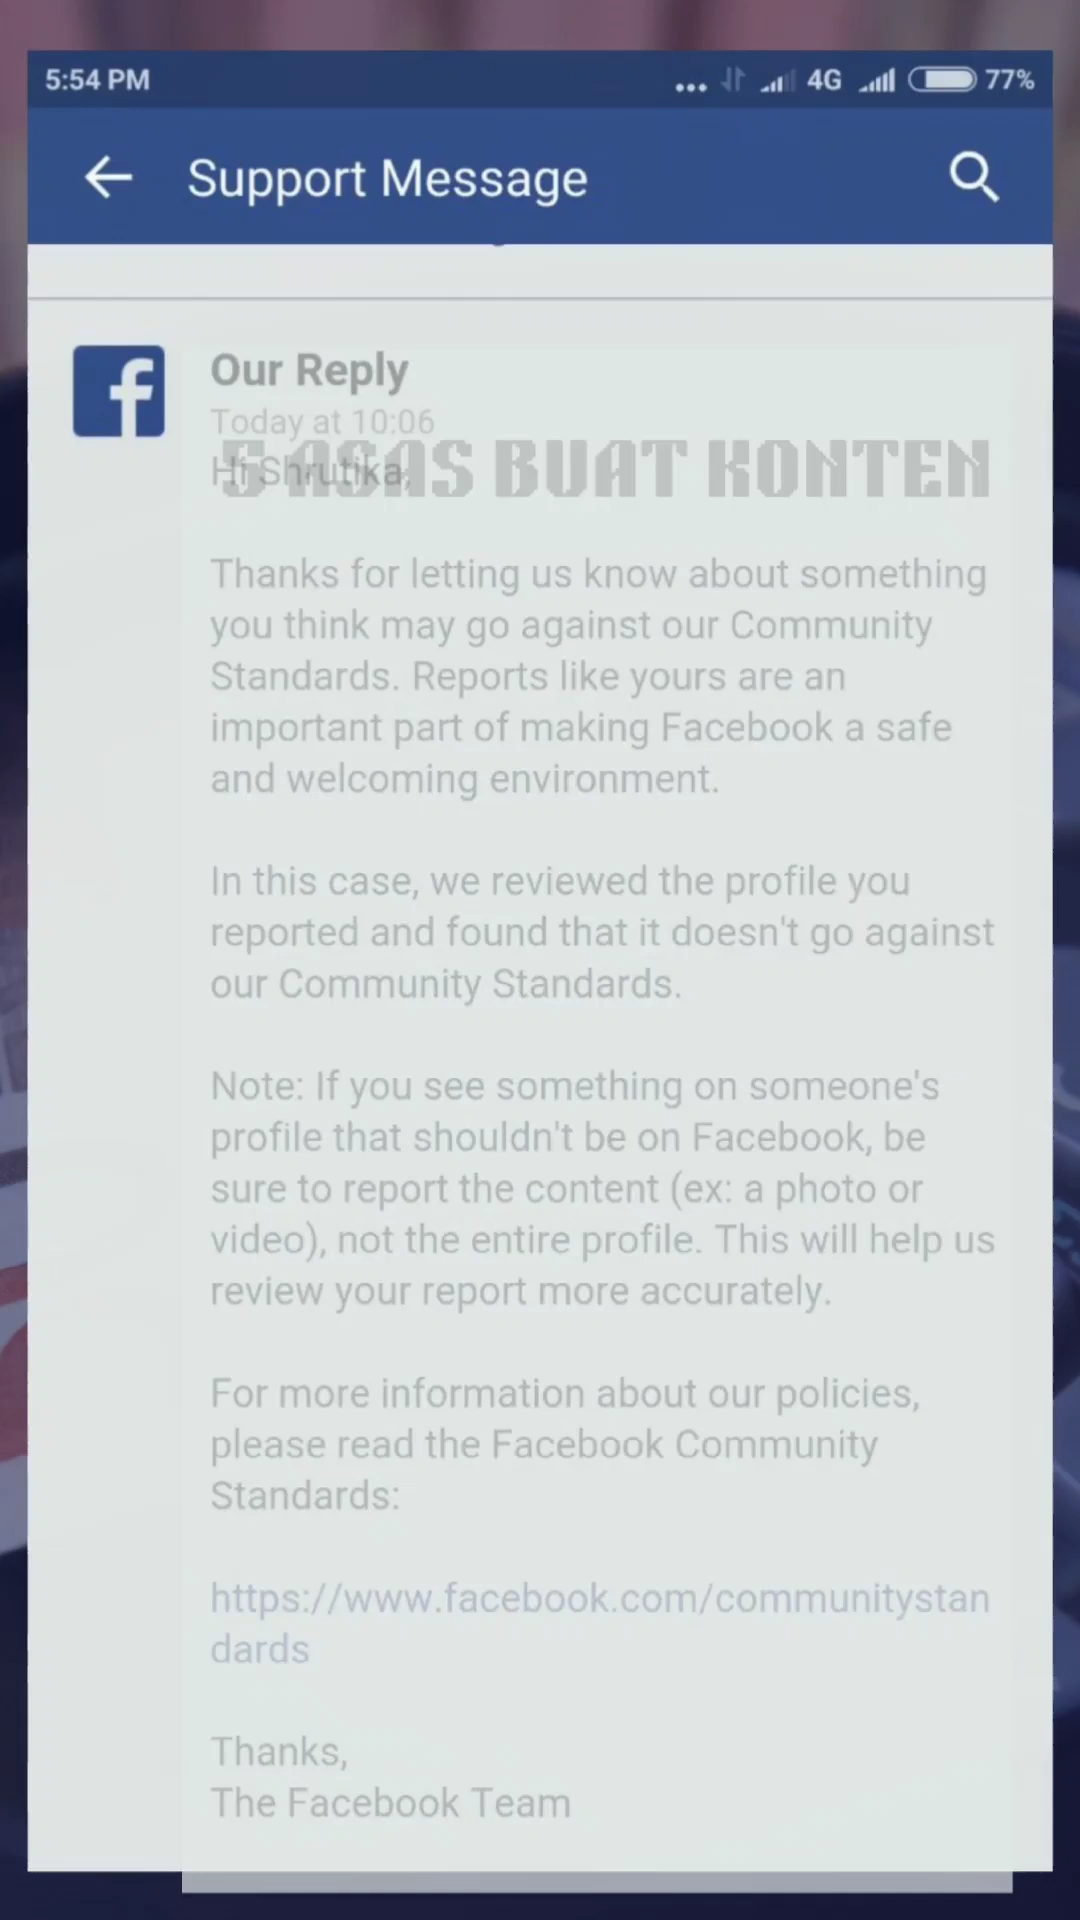 5:54 PM
4G
77%
Support Message
f
Our Reply
Today at 10:06
Hi Shrutika,
5 ASAS BUAT KONTEN
Thanks for letting us know about something
you think may go against our Community
Standards. Reports like yours are an
important part of making Facebook a safe
and welcoming environment.
In this case, we reviewed the profile you
reported and found that it doesn't go against
our Community Standards.
Note: If you see something on someone's
profile that shouldn't be on Facebook, be
sure to report the content (ex: a photo or
video), not the entire profile. This will help us
review your report more accurately.
For more information about our policies,
please read the Facebook Community
Standards:
https://www.facebook.com/communitystan
dards
Thanks,
The Facebook Team